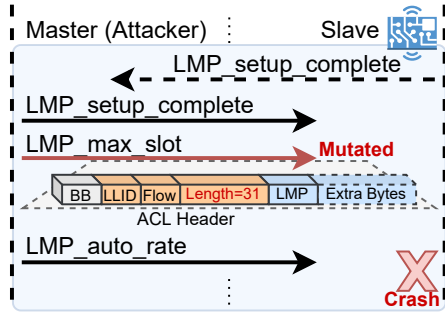 Master (Attacker)
Slave
LMP_setup_complete
LMP_setup_complete
LMP_max_slot
Mutated
BB LLID Flow Length=31 LMP Extra Bytes
ACL Header
LMP_auto_rate
Crash